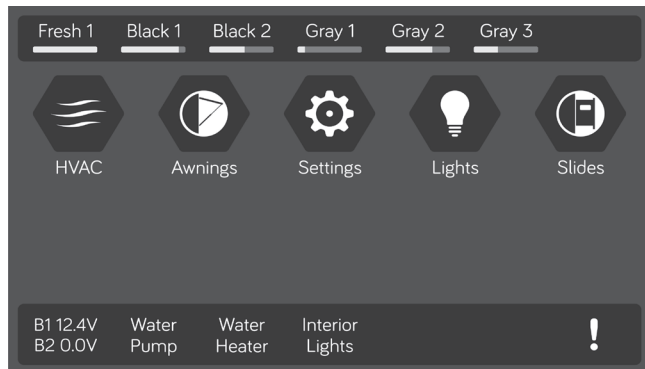 Fresh 1 Black 1 Black 2 Gray 1 Gray 2 Gray 3
HVAC Awnings Settings Lights Slides
B1 12.4V Water Water Interior
B2 0.0V Pump Heater Lights
!